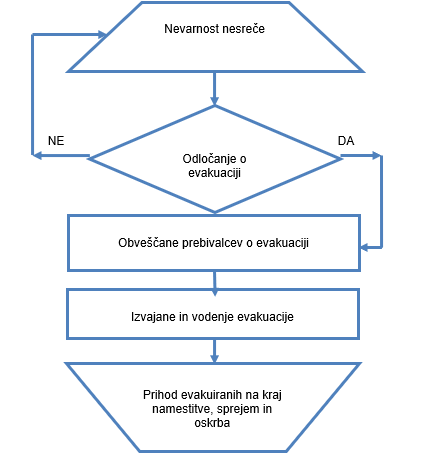 Nevarnost nesreče
NE
DA
Odločanje o
evakuaciji
Obveščane prebivalcev o evakuaciji
Izvajane in vodenje evakuacije
Prihod evakuiranih na kraj
namestitve, sprejem in
oskrba